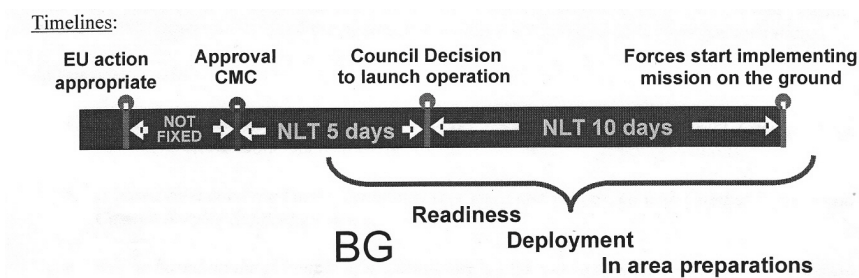 Timelines:
EU action
appropriate
Approval
CMC
Council Decision
to launch operation
Forces start implementing
mission on the ground
NOT
FIXED
NLT 5 days
NLT 10 days
Readiness
BG
Deployment
In area preparations